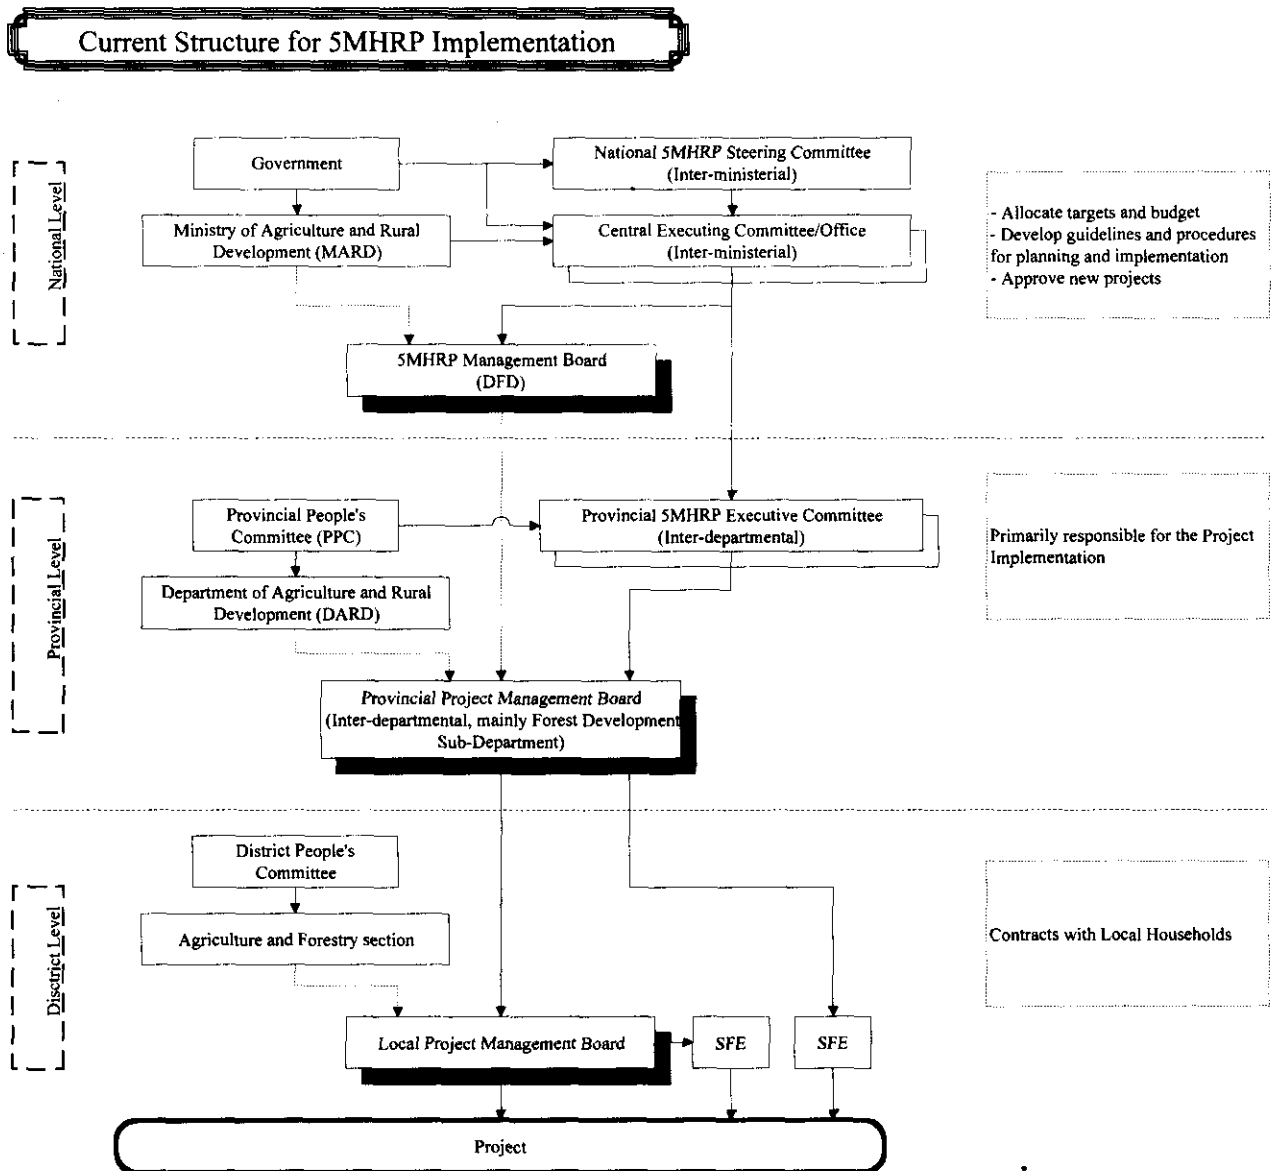 Current Structure for 5MHRP Implementation
National Level
Government
National 5MHRP Steering Committee
(Inter-ministerial)
Ministry of Agriculture and Rural
Development (MARD)
Central Executing Committee/Office
(Inter-ministerial)
- Allocate targets and budget
- Develop guidelines and procedures
for planning and implementation
- Approve new projects
5MHRP Management Board
(DFD)
Provincial Level
Provincial People's
Committee (PPC)
Provincial 5MHRP Executive Committee
(Inter-departmental)
Primarily responsible for the Project
Implementation
Department of Agriculture and Rural
Development (DARD)
Provincial Project Management Board
(Inter-departmental, mainly Forest Development
Sub-Department)
Disctrict Level
District People's
Committee
Agriculture and Forestry section
Contracts with Local Households
Local Project Management Board
SFE
SFE
Project